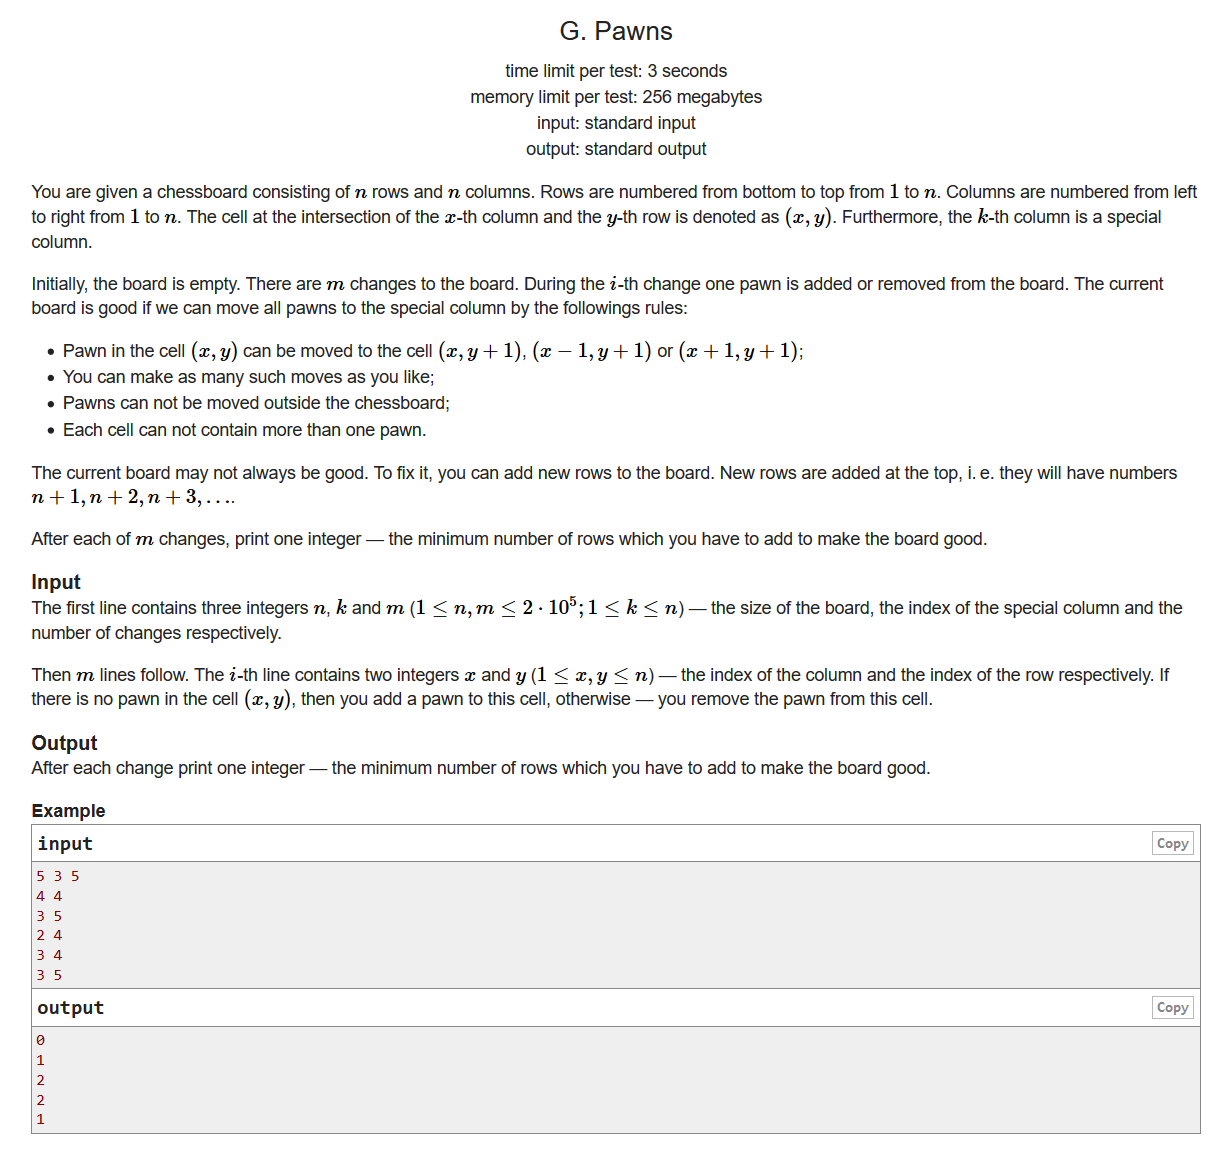 G. Pawns
time limit per test: 3 seconds
memory limit per test: 256 megabytes
input: standard input
output: standard output
You are given a chessboard consisting of n rows and n columns. Rows are numbered from bottom to top from 1 to n. Columns are numbered from left
to right from 1 to n. The cell at the intersection of the x-th column and the y-th row is denoted as (x, y). Furthermore, the k-th column is a special
column.
Initially, the board is empty. There are m changes to the board. During the i-th change one pawn is added or removed from the board. The current
board is good if we can move all pawns to the special column by the followings rules:
• Pawn in the cell (x, y) can be moved to the cell (x, y + 1), (x − 1, y + 1) or (x + 1, y + 1);
• You can make as many such moves as you like;
• Pawns can not be moved outside the chessboard;
• Each cell can not contain more than one pawn.
The current board may not always be good. To fix it, you can add new rows to the board. New rows are added at the top, i. e. they will have numbers
n + 1, n + 2, n + 3, . . ..
After each of m changes, print one integer — the minimum number of rows which you have to add to make the board good.
Input
The first line contains three integers n, k and m (1 ≤ n, m ≤ 2 · 10⁵; 1 ≤ k ≤ n) — the size of the board, the index of the special column and the
number of changes respectively.
Then m lines follow. The i-th line contains two integers x and y (1 ≤ x, y ≤ n) — the index of the column and the index of the row respectively. If
there is no pawn in the cell (x, y), then you add a pawn to this cell, otherwise — you remove the pawn from this cell.
Output
After each change print one integer — the minimum number of rows which you have to add to make the board good.
Example
input
Copy
5 3 5
4 4
3 5
2 4
3 4
3 5
output
Copy
0
1
2
2
1